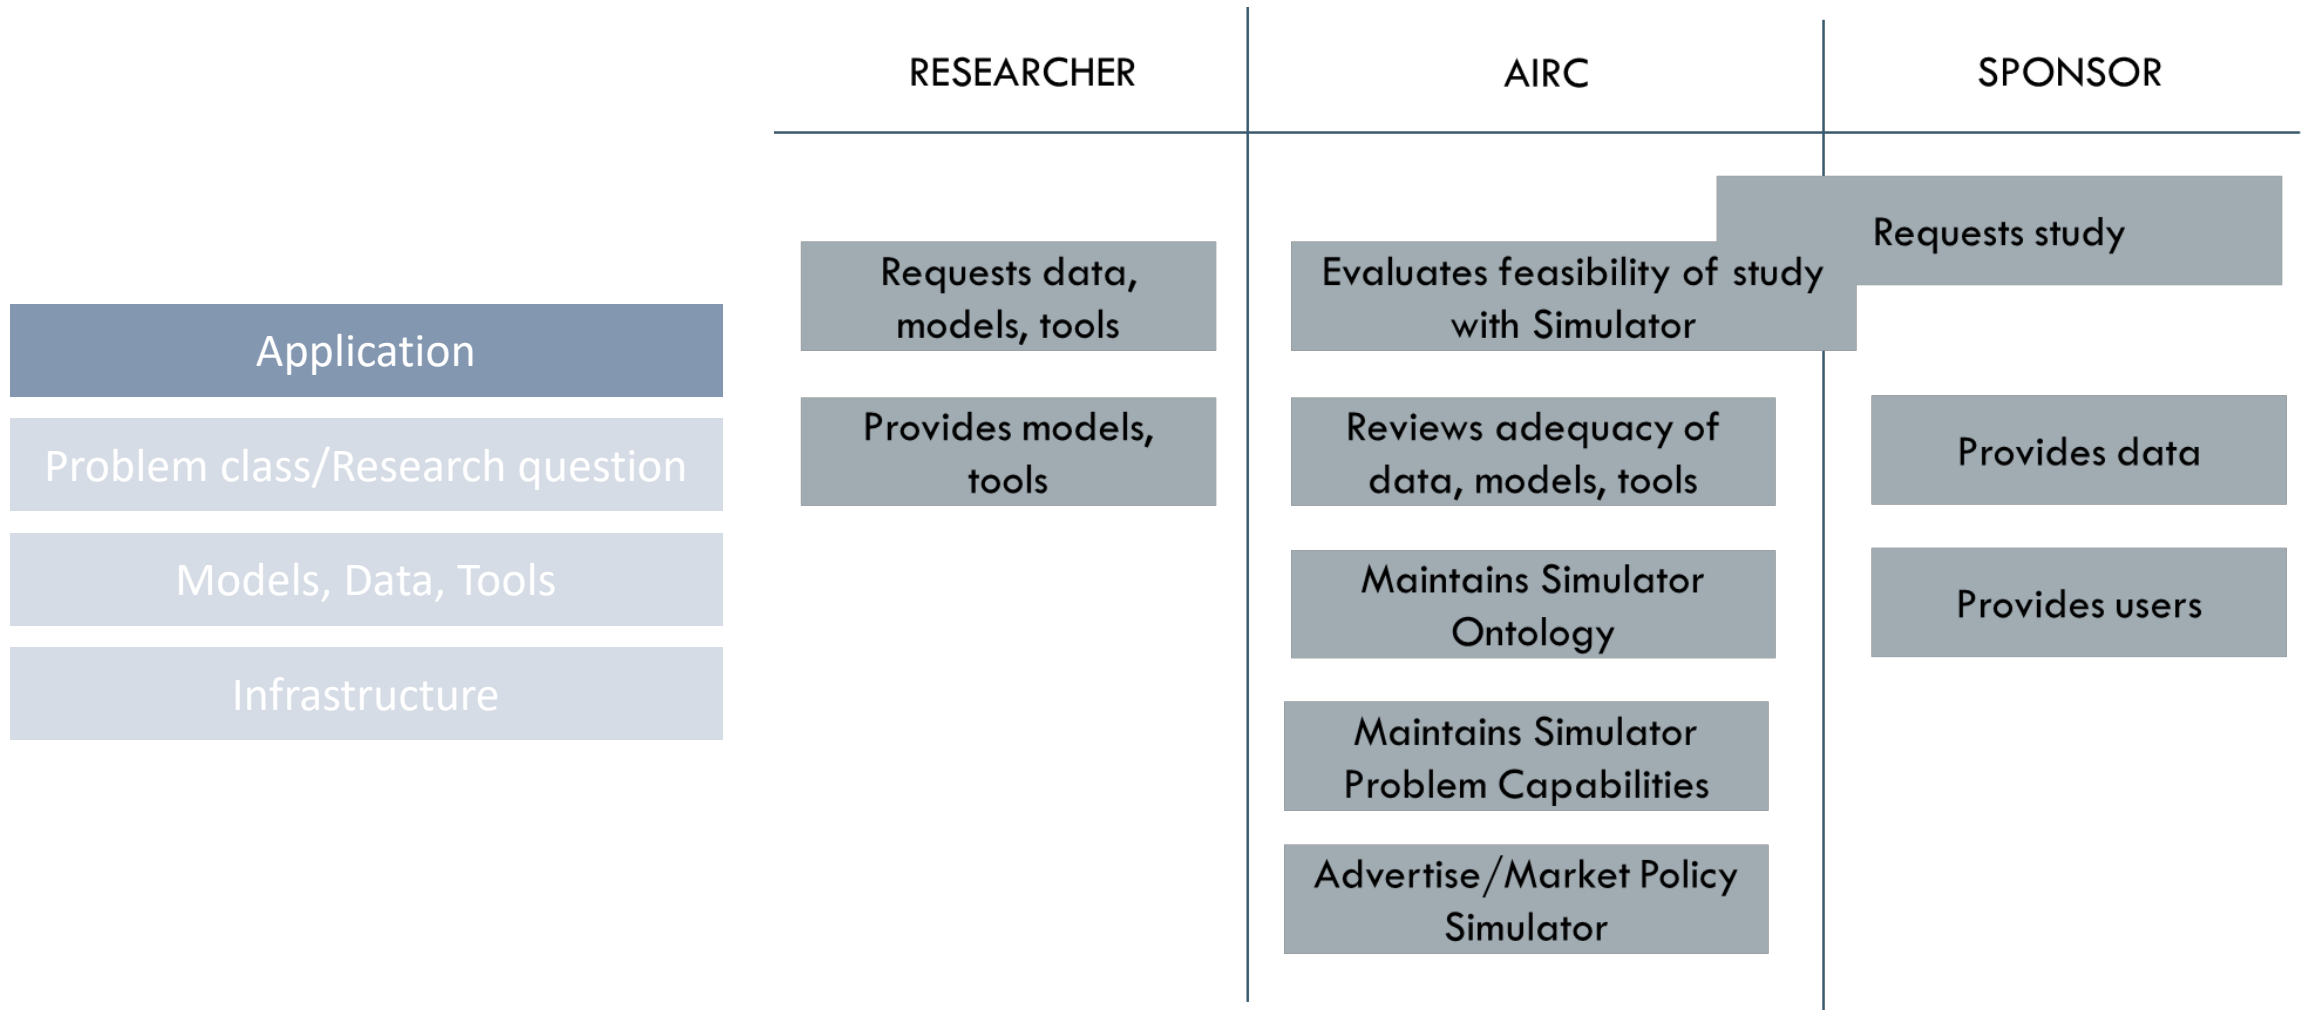 RESEARCHER
AIRC
SPONSOR
Application
Problem class/Research question
Models, Data, Tools
Infrastructure
Requests data,
models, tools
Provides models,
tools
Evaluates feasibility of study
with Simulator
Reviews adequacy of
data, models, tools
Maintains Simulator
Ontology
Maintains Simulator
Problem Capabilities
Advertise/Market Policy
Simulator
Requests study
Provides data
Provides users